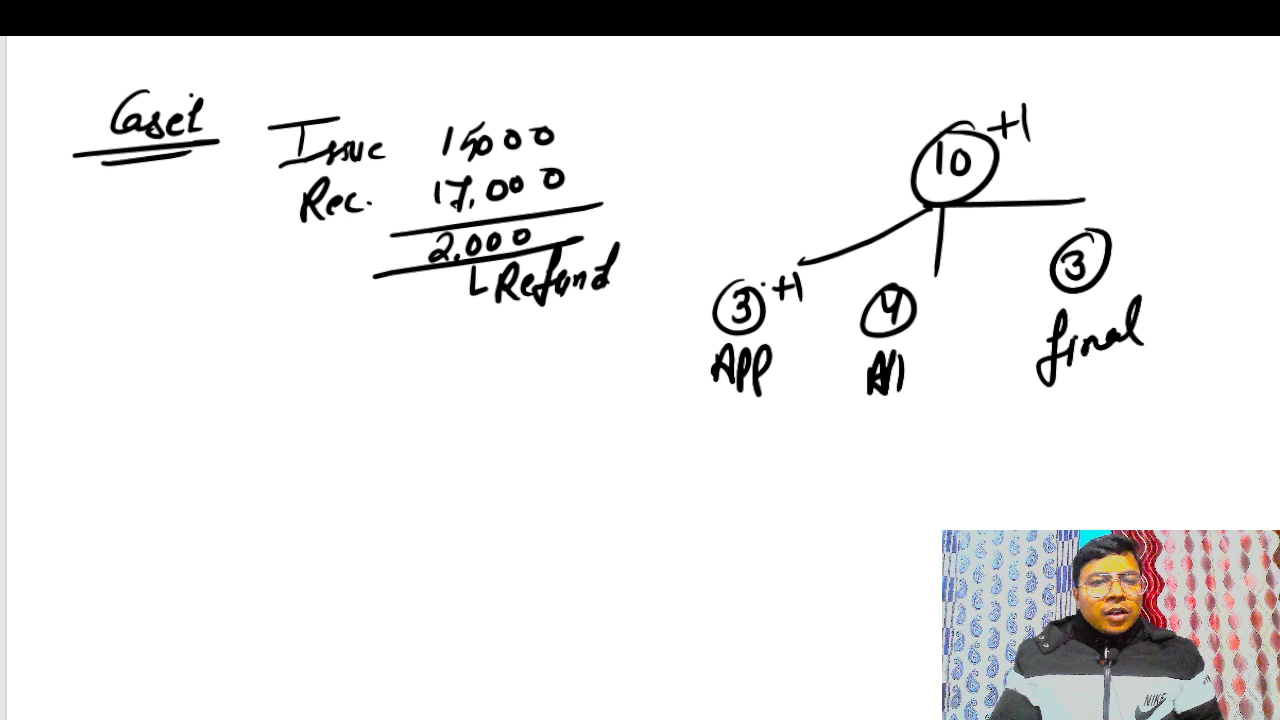 Case 1
Issue 15000
Rec. 17,000
2,000
Refund
10 +1
3 +1
4
3
APP
All
final
NIKE